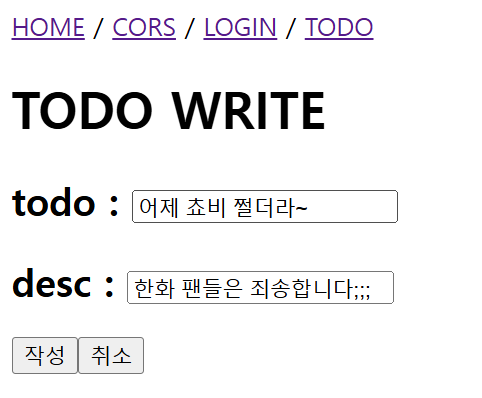 HOME / CORS / LOGIN / TODO
TODO WRITE
todo : 어제 쵸비 쩔더라~
desc : 한화 팬들은 죄송합니다;;;
작성 취소